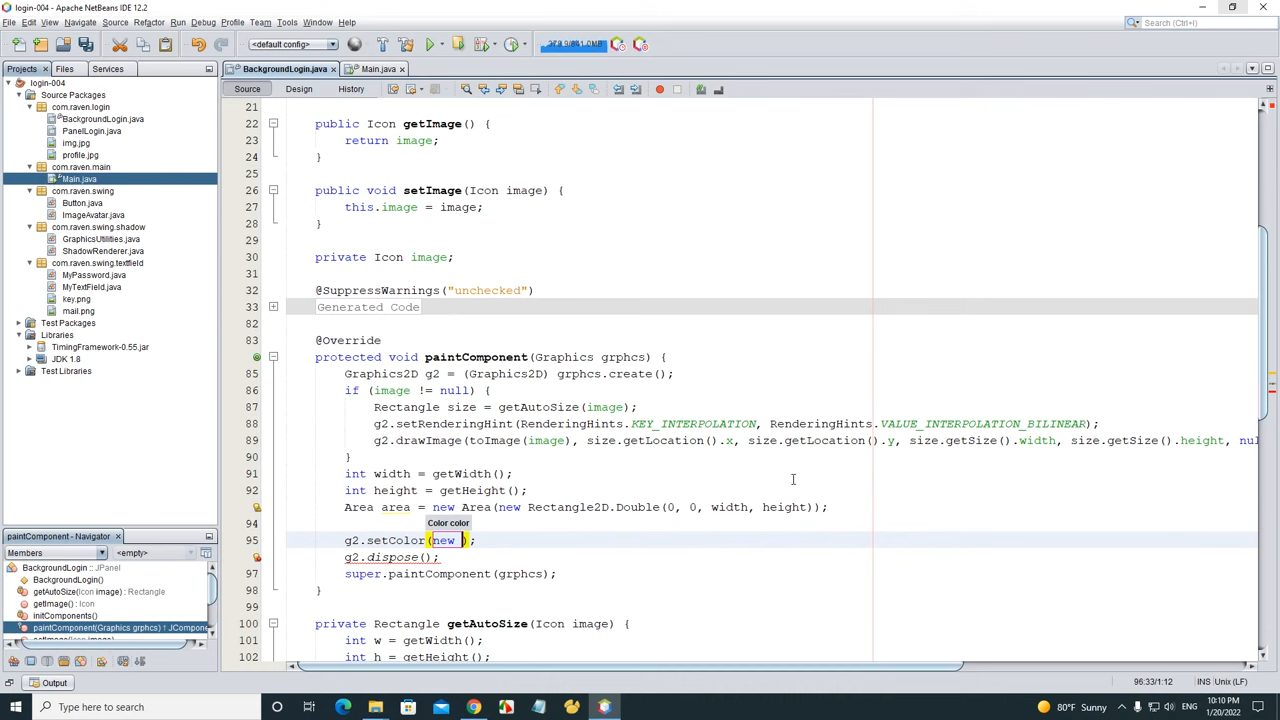 login-004
Apache NetBeans IDE 12.2
File Edit View Navigate Source Refactor Run Debug Profile Team Tools Window Help
Search (Ctrl+I)
<default config>
Projects Files Services
BackgroundLogin.java Main.java
Source Design History
login-004
Source Packages
com.raven.login
BackgroundLogin.java
PanelLogin.java
img.jpg
profile.jpg
com.raven.main
Main.java
com.raven.swing
Button.java
ImageAvatar.java
com.raven.swing.shadow
GraphicsUtilities.java
ShadowRenderer.java
com.raven.swing.textfield
MyPassword.java
MyTextField.java
key.png
mail.png
Test Packages
Libraries
TimingFramework-0.55.jar
JDK 1.8
Test Libraries
paintComponent - Navigator
Members <empty>
BackgroundLogin :: JPanel
BackgroundLogin()
getAutoSize(Icon image) : Rectangle
getImage() : Icon
initComponents()
paintComponent(Graphics grphcs) ↑ JCompone
21
22 public Icon getImage() {
23 return image;
24 }
25
26 public void setImage(Icon image) {
27 this.image = image;
28 }
29
30 private Icon image;
31
32 @SuppressWarnings("unchecked")
33 Generated Code
82
83 @Override
protected void paintComponent(Graphics grphcs) {
85 Graphics2D g2 = (Graphics2D) grphcs.create();
86 if (image != null) {
87 Rectangle size = getAutoSize(image);
88 g2.setRenderingHint(RenderingHints.KEY_INTERPOLATION, RenderingHints.VALUE_INTERPOLATION_BILINEAR);
89 g2.drawImage(toImage(image), size.getLocation().x, size.getLocation().y, size.getSize().width, size.getSize().height, nul
90 }
91 int width = getWidth();
92 int height = getHeight();
Area area = new Area(new Rectangle2D.Double(0, 0, width, height));
94 Color color
95 g2.setColor(new );
g2.dispose();
97 super.paintComponent(grphcs);
98 }
99
100 private Rectangle getAutoSize(Icon image) {
101 int w = getWidth();
102 int h = getHeight();
Output
96:33/1:12 INS Unix (LF)
Type here to search
80°F Sunny
10:10 PM
1/20/2022